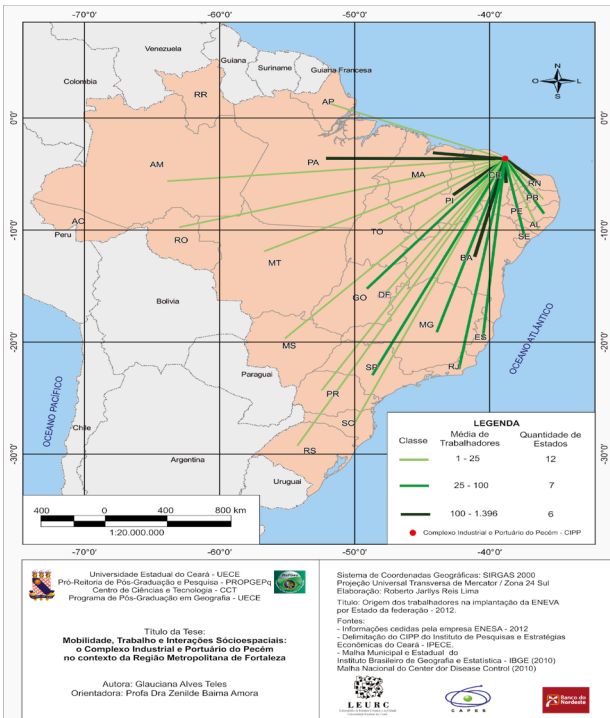 -70°0' -60°0' -50°0' -40°0'
Venezuela
Guiana
Suriname
Guiana Francesa
Colombia
RR
AP
N
O L
S
0°0' 0°0'
AM
PA
MA
CE
RN
PB
PI
PE
AL
SE
AC
Peru
RO
TO
-10°0' -10°0'
BA
MT
Bolivia
GO
DF
MG
ES
OCEANO ATLÂNTICO
-20°0' -20°0'
MS
SP
RJ
Paraguai
PR
SC
OCEANO PACÍFICO
Chile
RS
Argentina
Uruguai
-30°0' -30°0'
LEGENDA
Classe Média de Trabalhadores Quantidade de Estados
1 - 25 12
25 - 100 7
100 - 1.396 6
Complexo Industrial e Portuário do Pecém - CIPP
400 0 400 800 km
1:20.000.000
-70°0' -60°0' -50°0' -40°0'
Universidade Estadual do Ceará - UECE
Pró-Reitoria de Pós-Graduação e Pesquisa - PROPGEPq
Centro de Ciências e Tecnologia - CCT
Programa de Pós-Graduação em Geografia - UECE
Título da Tese:
Mobilidade, Trabalho e Interações Sócioespaciais:
o Complexo Industrial e Portuário do Pecém
no contexto da Região Metropolitana de Fortaleza
Autora: Glauciana Alves Teles
Orientadora: Profa Dra Zenilde Baima Amora
Sistema de Coordenadas Geográficas: SIRGAS 2000
Projeção Universal Transversa de Mercator / Zona 24 Sul
Elaboração: Roberto Jarllys Reis Lima
Título: Origem dos trabalhadores na implantação da ENEVA
por Estado da federação - 2012.
Fontes:
- Informações cedidas pela empresa ENESA - 2012
- Delimitação do CIPP do Instituto de Pesquisas e Estratégias
Econômicas do Ceará - IPECE.
- Malha Municipal e Estadual do
Instituto Brasileiro de Geografia e Estatística - IBGE (2010)
Malha Nacional do Center dor Disease Control (2010)
LEURC
CAPES
Banco do
Nordeste